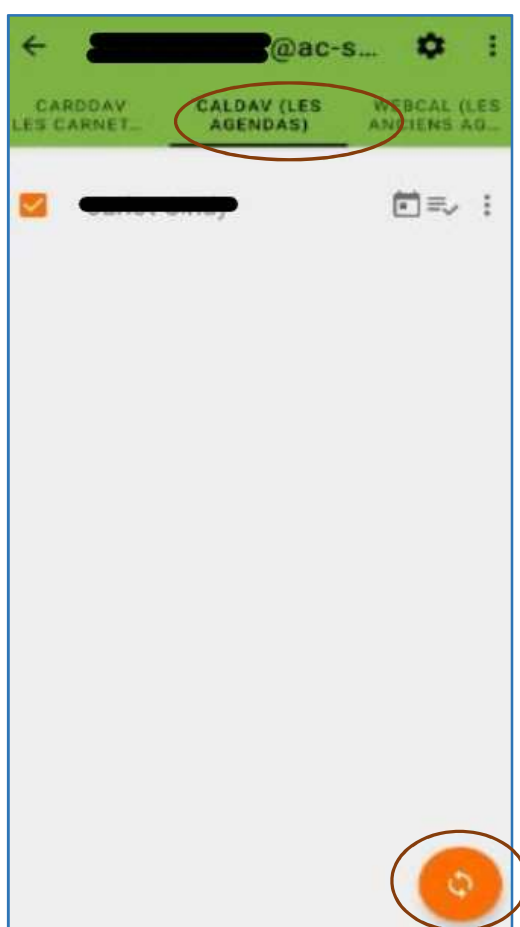 @ac-s...
CARDDAV
LES CARNET...
CALDAV (LES
AGENDAS)
WEBCAL (LES
ANCIENS AG...